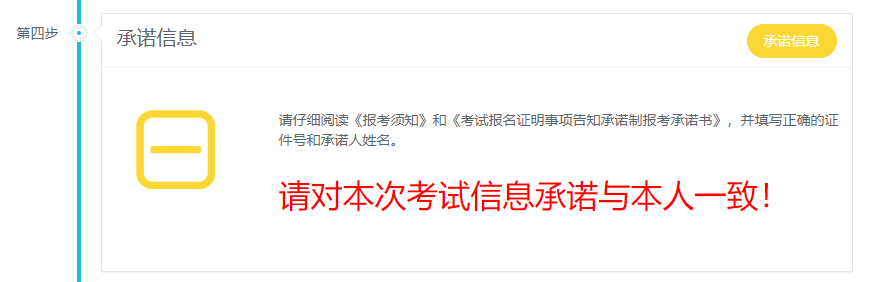 第四步
承诺信息
承诺信息
请仔细阅读《报考须知》和《考试报名证明事项告知承诺制报考承诺书》，并填写正确的证
件号和承诺人姓名。
请对本次考试信息承诺与本人一致！